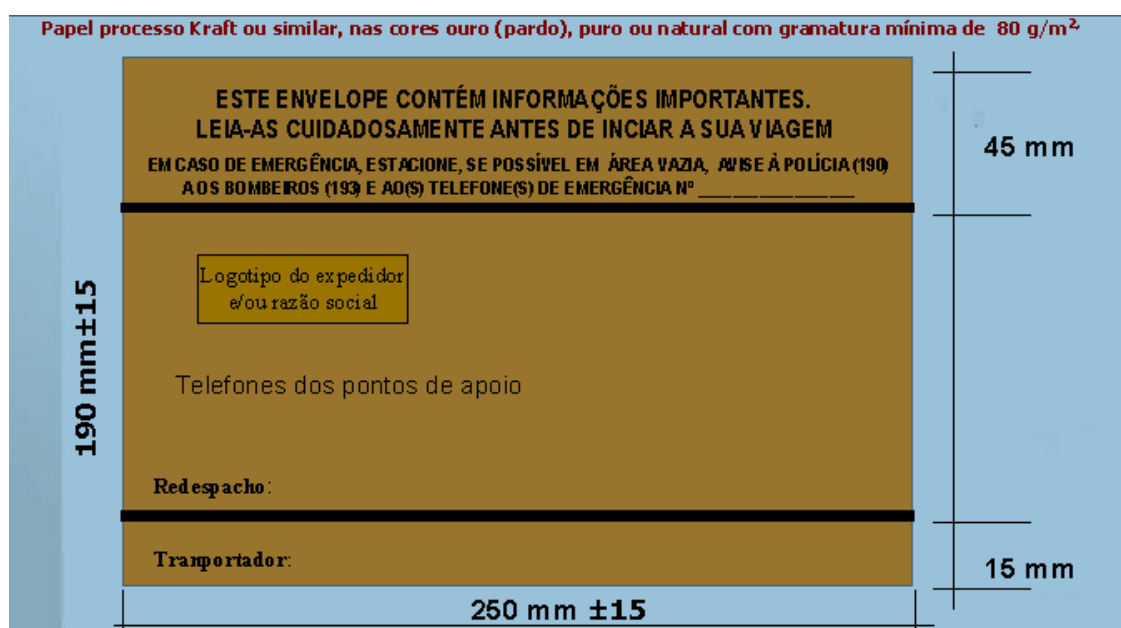 Papel processo Kraft ou similar, nas cores ouro (pardo), puro ou natural com gramatura mínima de 80 g/m²
ESTE ENVELOPE CONTÉM INFORMAÇÕES IMPORTANTES.
LEIA-AS CUIDADOSAMENTE ANTES DE INCIAR A SUA VIAGEM
EM CASO DE EMERGÊNCIA, ESTACIONE, SE POSSÍVEL EM ÁREA VAZIA, AVISE À POLÍCIA (190)
AOS BOMBEIROS (193) E AO(S) TELEFONE(S) DE EMERGÊNCIA Nº _______________
45 mm
Logotipo do expedidor
e/ou razão social
190 mm±15
Telefones dos pontos de apoio
Redespacho:
Tranportador:
15 mm
250 mm ±15